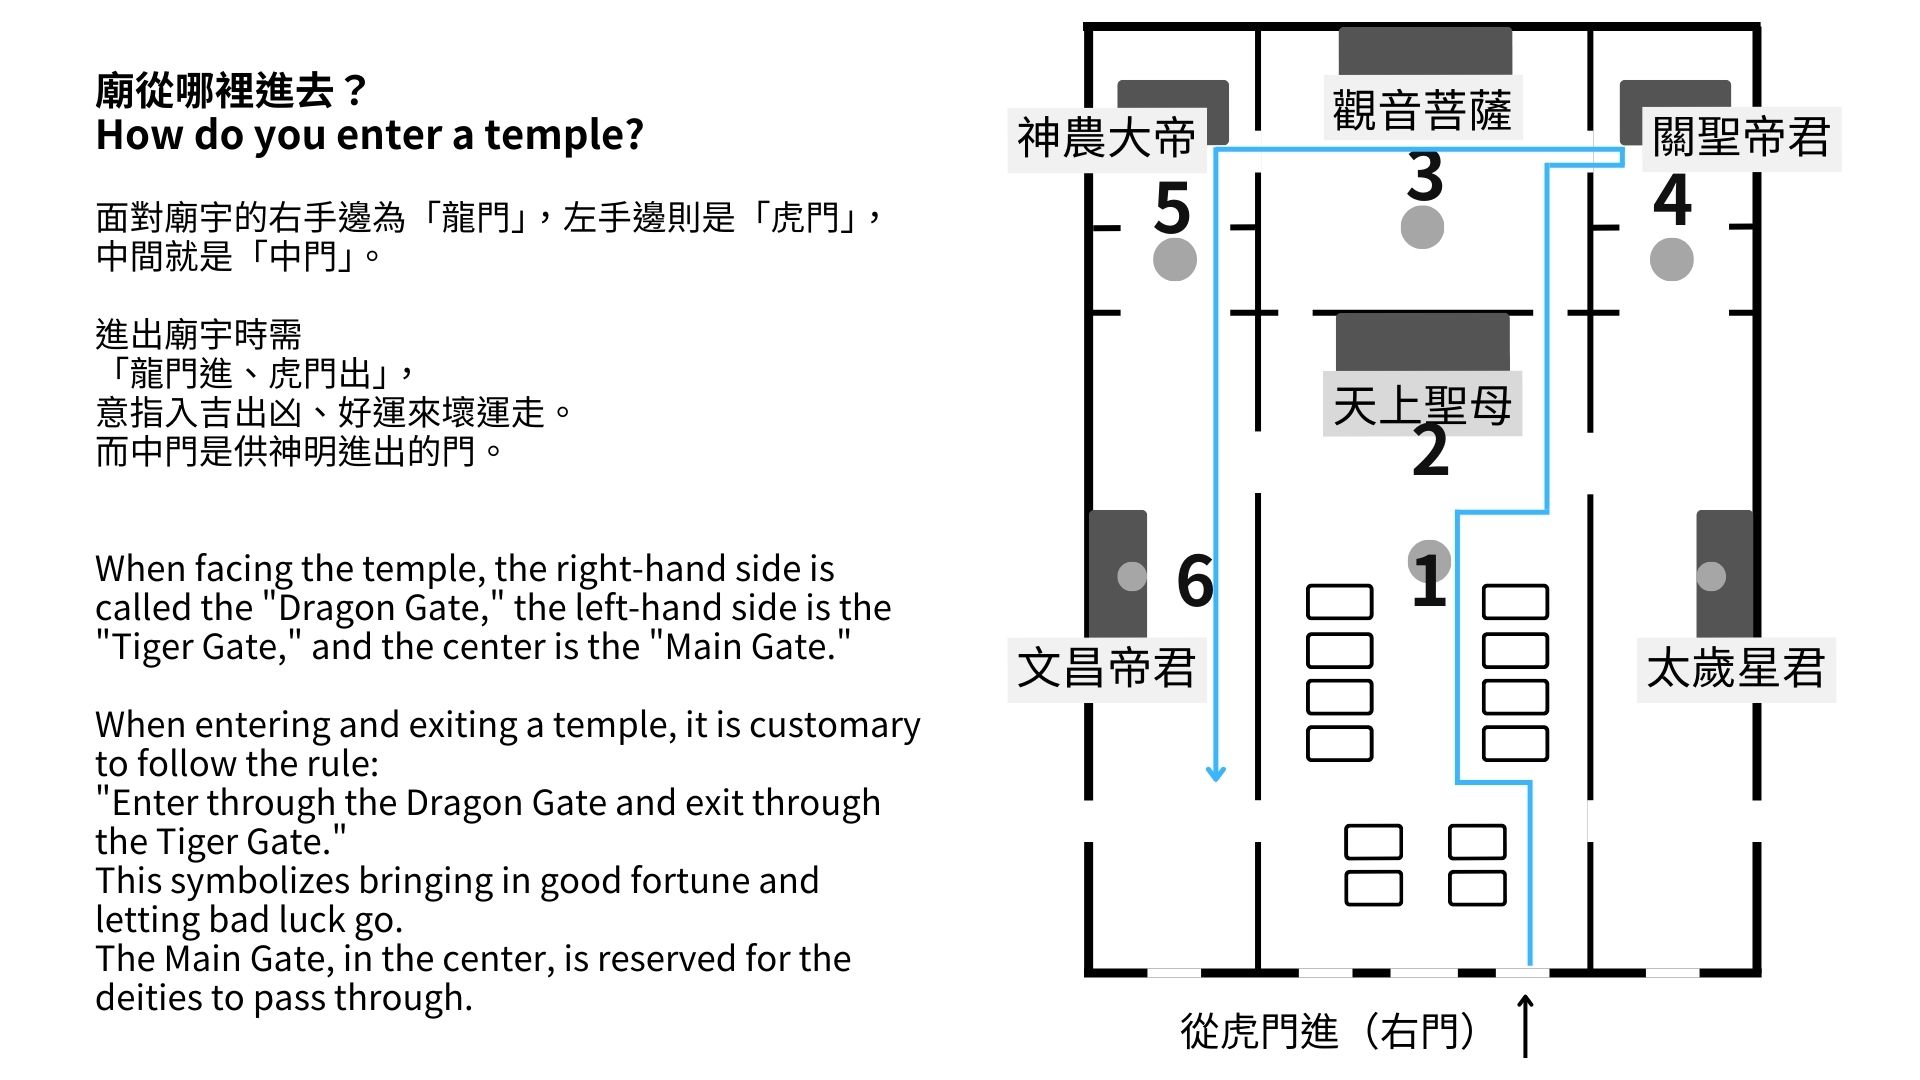 廟從哪裡進去？
How do you enter a temple?
面對廟宇的右手邊為「龍門」，左手邊則是「虎門」，
中間就是「中門」。
進出廟宇時需
「龍門進、虎門出」，
意指入吉出凶、好運來壞運走。
而中門是供神明進出的門。
When facing the temple, the right-hand side is
called the "Dragon Gate," the left-hand side is the
"Tiger Gate," and the center is the "Main Gate."
When entering and exiting a temple, it is customary
to follow the rule:
"Enter through the Dragon Gate and exit through
the Tiger Gate."
This symbolizes bringing in good fortune and
letting bad luck go.
The Main Gate, in the center, is reserved for the
deities to pass through.
觀音菩薩
神農大帝
關聖帝君
3
5
4
天上聖母
2
6
1
文昌帝君
太歲星君
從虎門進（右門）